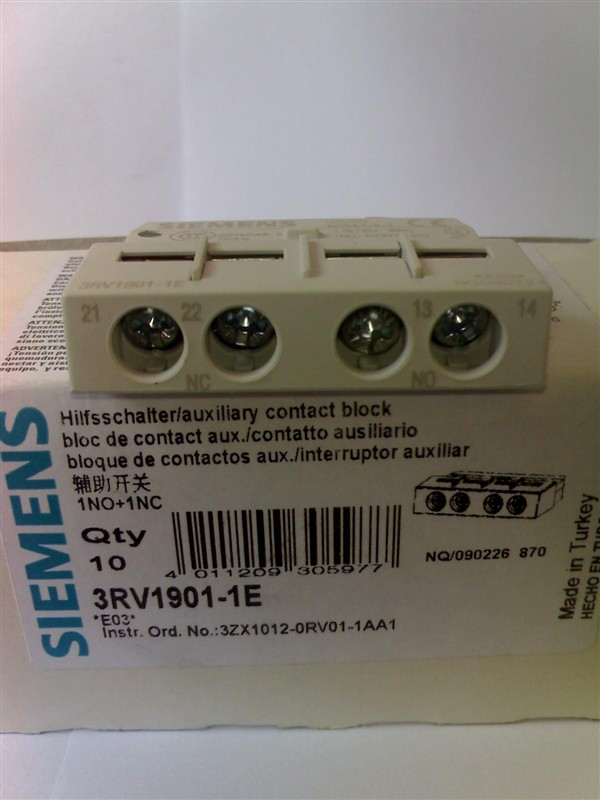 SIEMENS
3RV1901-1E
21
22
13
14
NC
NO
SIEMENS
Hilfsschalter/auxiliary contact block
bloc de contact aux./contatto ausiliario
bloque de contactos aux./interruptor auxiliar
辅助开关
1NO+1NC
Qty
10
4 011209 305977
NQ/090226 870
3RV1901-1E
*E03*
Instr. Ord. No.:3ZX1012-0RV01-1AA1
Made in Turkey
HECHO EN